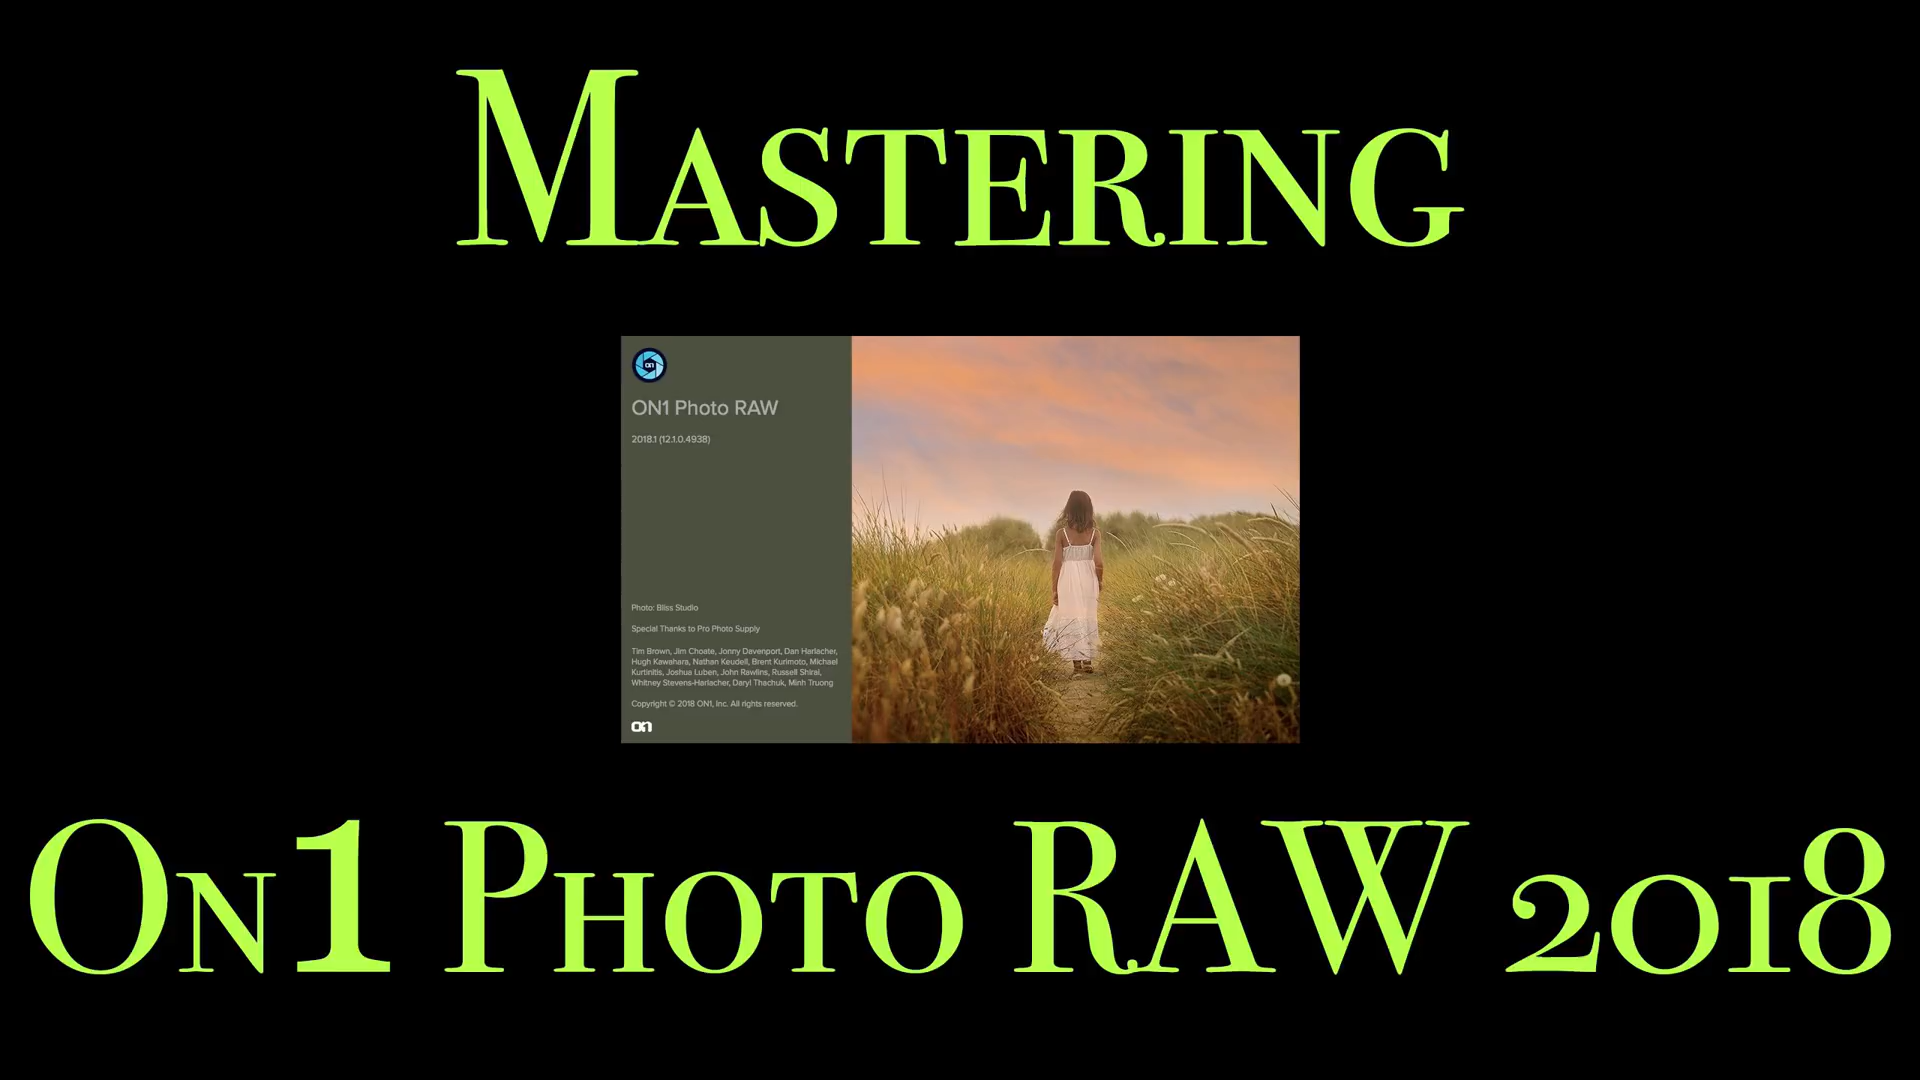 Mastering
ON1
ON1 Photo RAW
2018.1 (12.1.0.4938)
Photo: Bliss Studio
Special Thanks to Pro Photo Supply
Tim Brown, Jim Choate, Jonny Davenport, Dan Harlacher,
Hugh Kawahara, Nathan Keudell, Brent Kurimoto, Michael
Kurtinitis, Joshua Luben, John Rawlins, Russell Shirai,
Whitney Stevens-Harlacher, Daryl Thachuk, Minh Truong
Copyright © 2018 ON1, Inc. All rights reserved.
on1
On1 Photo RAW 2018